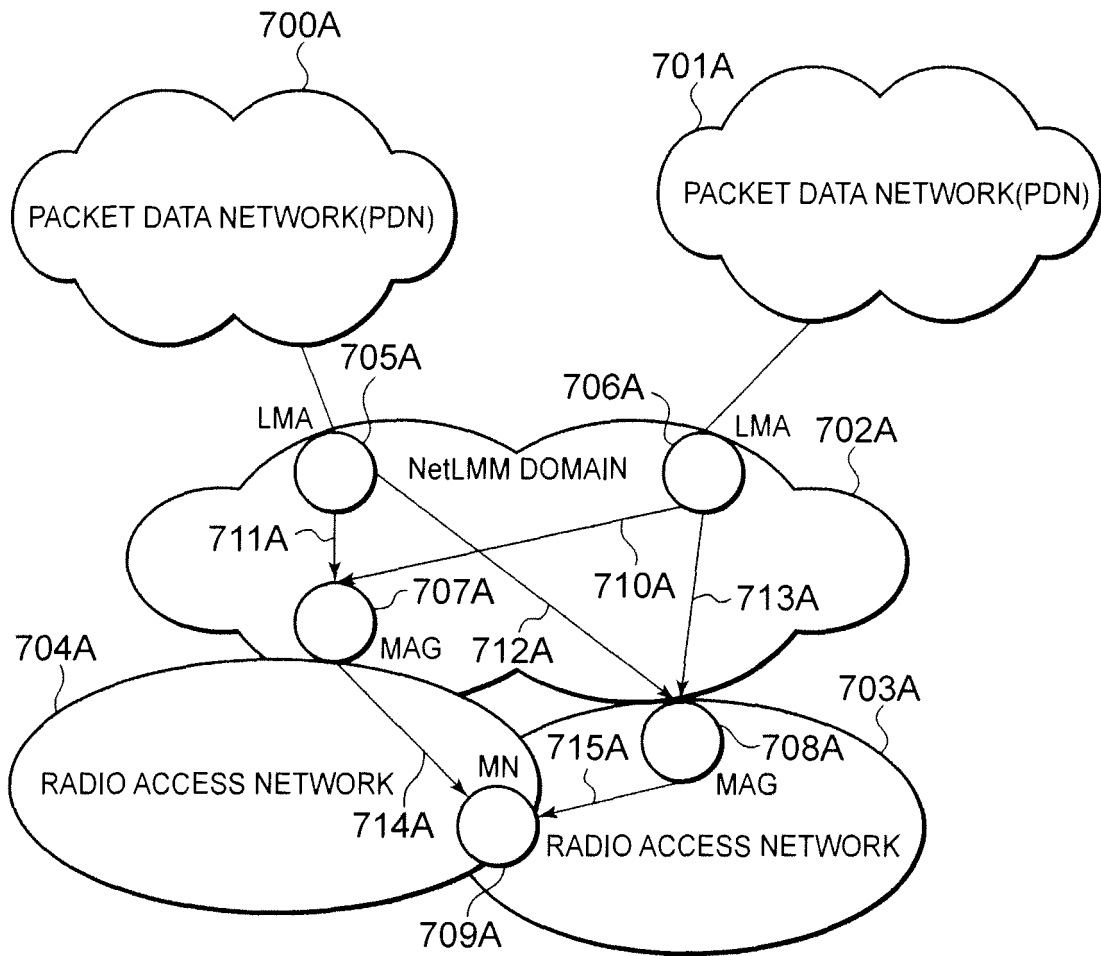 700A
701A
PACKET DATA NETWORK(PDN)
PACKET DATA NETWORK(PDN)
705A
706A
LMA
LMA
702A
NetLMM DOMAIN
711A
710A
713A
707A
704A
MAG
712A
703A
715A
708A
MN
MAG
RADIO ACCESS NETWORK
714A
RADIO ACCESS NETWORK
709A